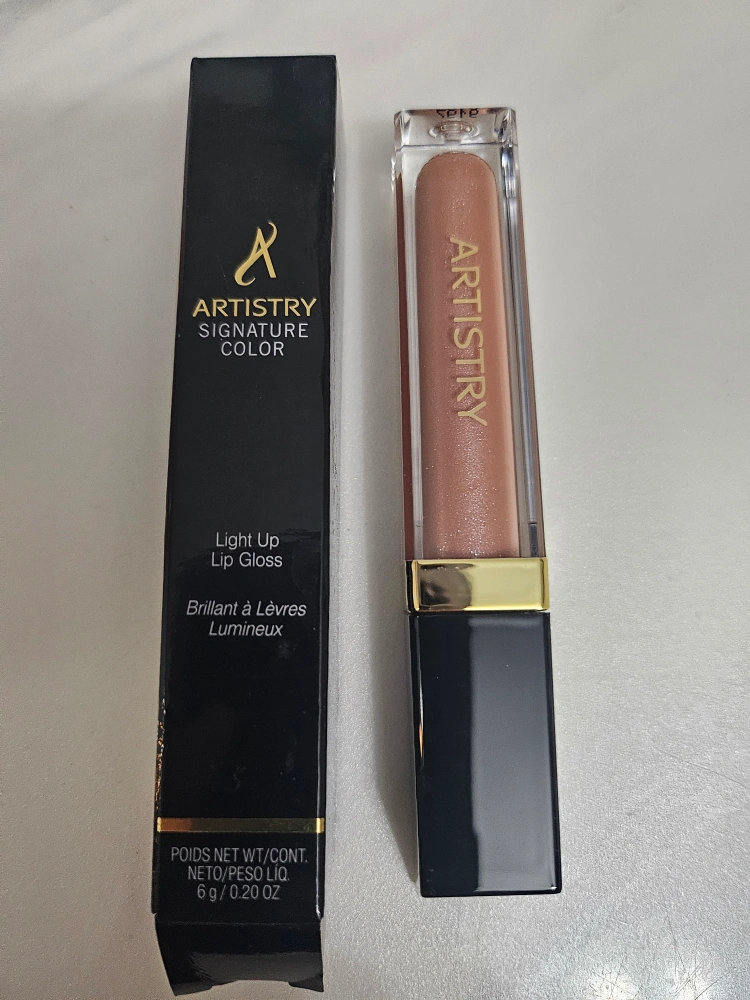 ARTISTRY
SIGNATURE
COLOR
Light Up
Lip Gloss
Brillant à Lèvres
Lumineux
POIDS NET WT/CONT.
NETO/PESO LÍQ.
6 g / 0.20 OZ
ARTISTRY